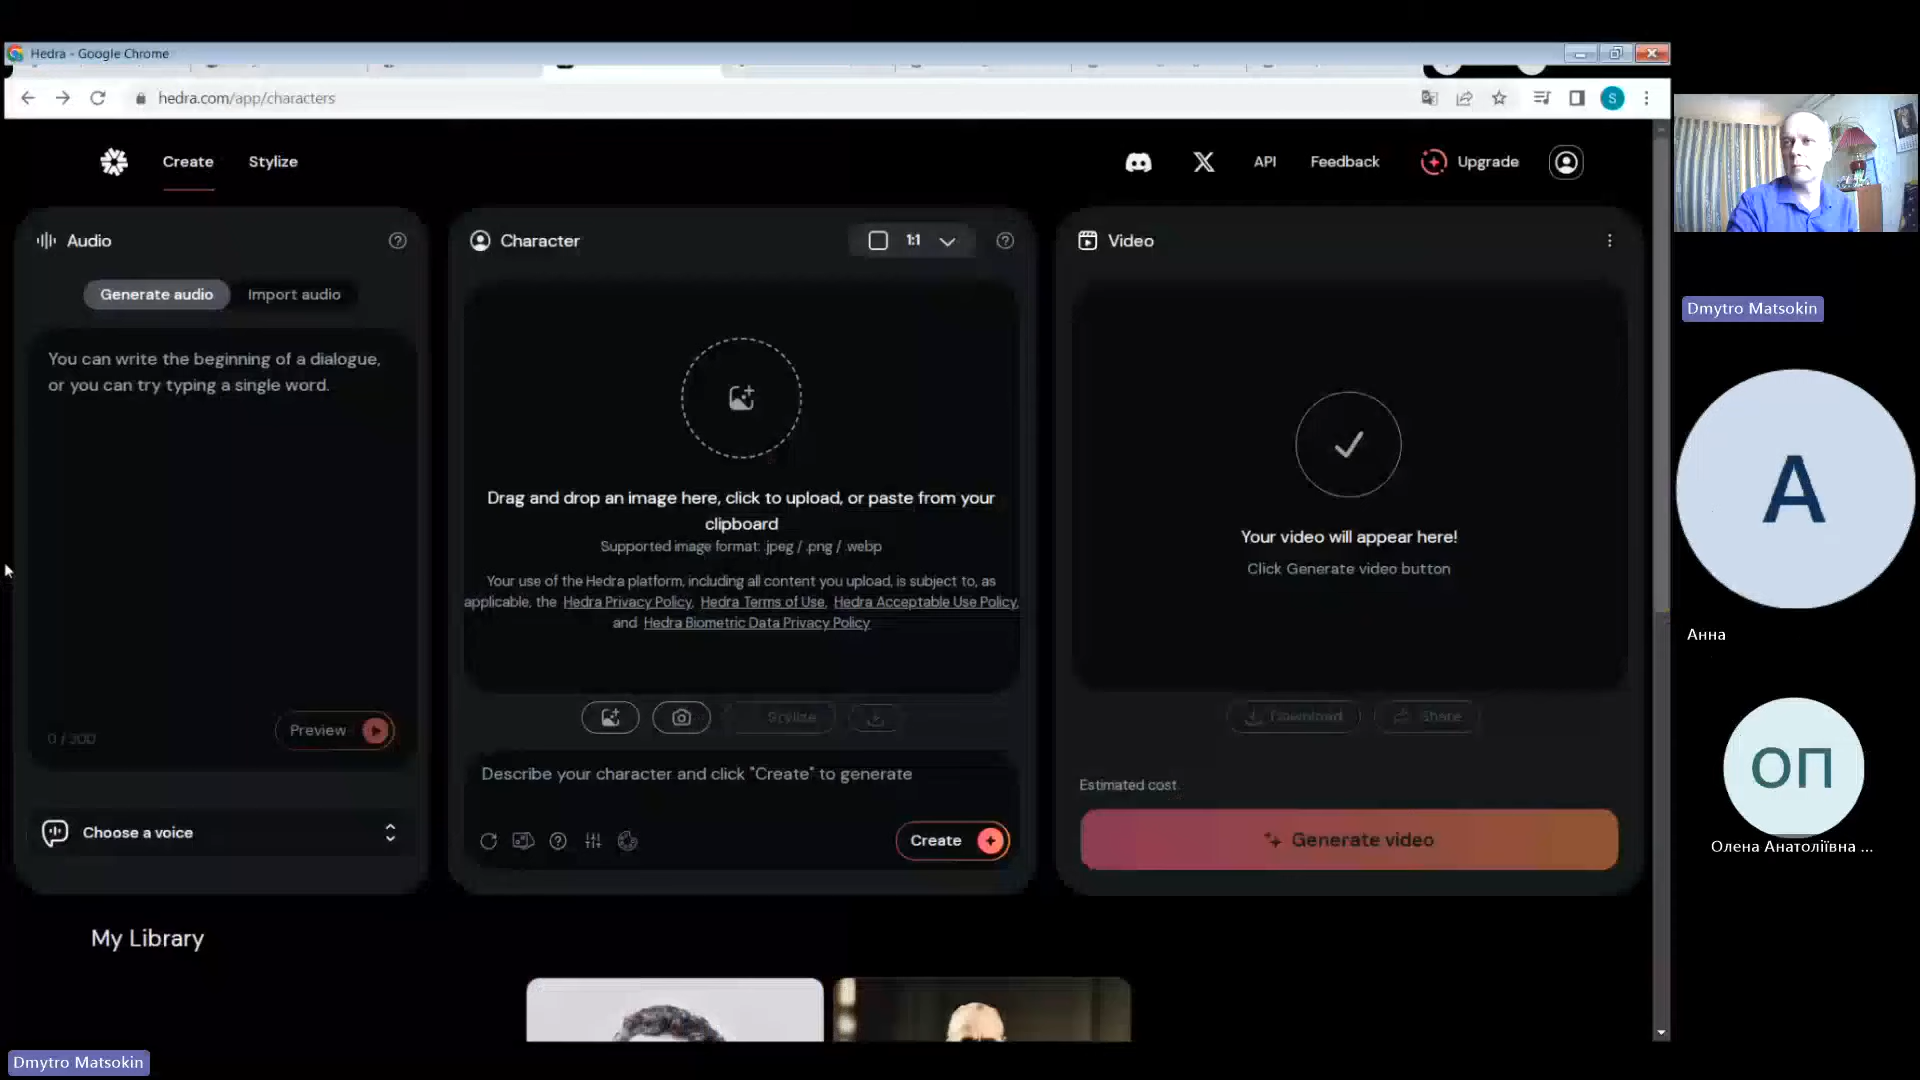 Hedra - Google Chrome
hedra.com/app/characters
S
Create
Stylize
API
Feedback
Upgrade
Audio
Generate audio
Import audio
You can write the beginning of a dialogue,
or you can try typing a single word.
0 / 300
Preview
Choose a voice
Character
1:1
Drag and drop an image here, click to upload, or paste from your
clipboard
Supported image format: .jpeg / .png / .webp
Your use of the Hedra platform, including all content you upload, is subject to, as
applicable, the Hedra Privacy Policy, Hedra Terms of Use, Hedra Acceptable Use Policy,
and Hedra Biometric Data Privacy Policy
Stylize
Describe your character and click "Create" to generate
Create
Video
Your video will appear here!
Click Generate video button
Download
Share
Estimated cost:
Generate video
My Library
Dmytro Matsokin
Dmytro Matsokin
А
Анна
ОП
Олена Анатоліївна ...